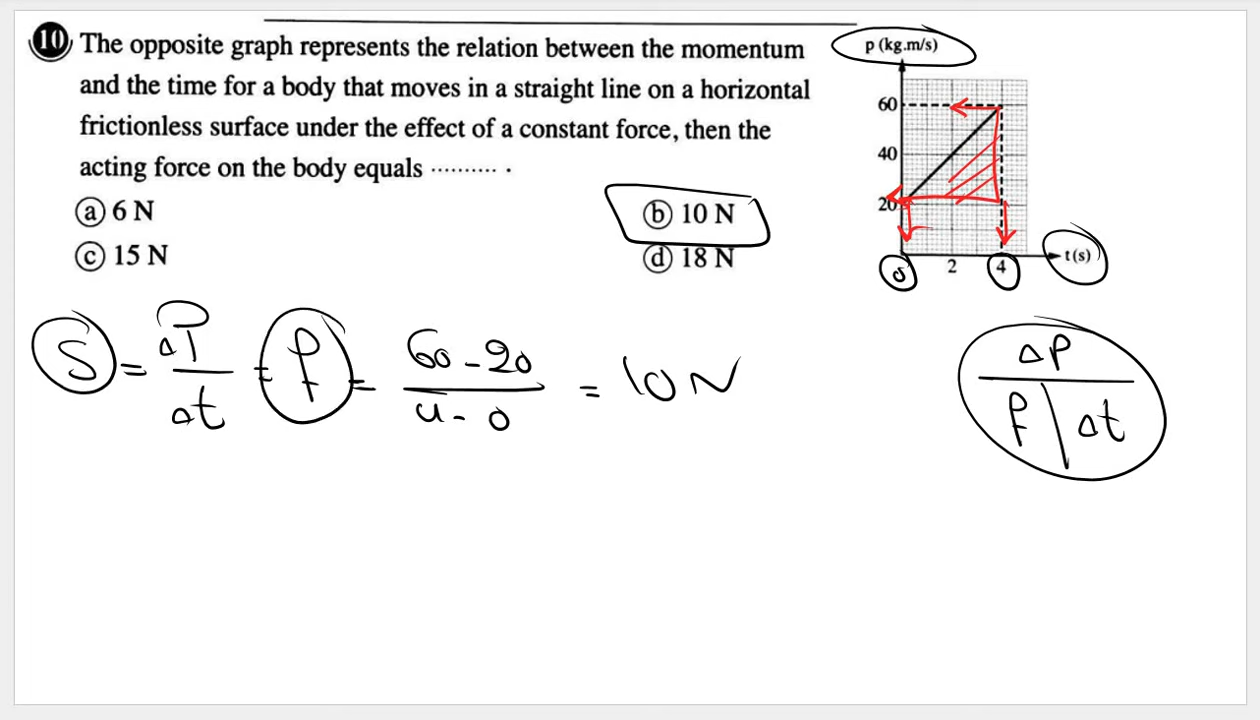 10 The opposite graph represents the relation between the momentum
and the time for a body that moves in a straight line on a horizontal
frictionless surface under the effect of a constant force, then the
acting force on the body equals .......... .
ⓐ 6 N
ⓑ 10 N
ⓒ 15 N
ⓓ 18 N
p (kg.m/s)
60
40
20
0 2 4 t(s)
S = ΔP / Δt = F = 60 - 20 / 4 - 0 = 10 N
ΔP
F | Δt